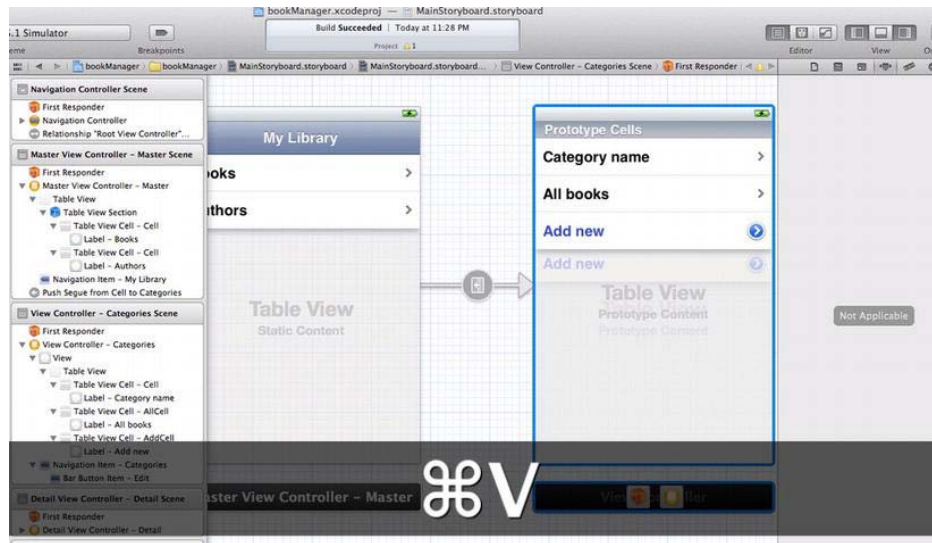 bookManager.xcodeproj — MainStoryboard.storyboard
.1 Simulator
Build Succeeded | Today at 11:28 PM
Project 1
eme
Breakpoints
Editor
View
bookManager
bookManager
MainStoryboard.storyboard
MainStoryboard.storyboard...
View Controller – Categories Scene
First Responder
Navigation Controller Scene
First Responder
Navigation Controller
Relationship "Root View Controller"...
Master View Controller – Master Scene
First Responder
Master View Controller – Master
Table View
Table View Section
Table View Cell – Cell
Label – Books
Table View Cell – Cell
Label – Authors
Navigation Item – My Library
Push Segue from Cell to Categories
View Controller – Categories Scene
First Responder
View Controller – Categories
View
Table View
Table View Cell – Cell
Label – Category name
Table View Cell – AllCell
Label – All books
Table View Cell – AddCell
Label – Add new
Navigation Item – Categories
Bar Button Item – Edit
Detail View Controller – Detail Scene
First Responder
Detail View Controller – Detail
My Library
ooks
uthors
Table View
Static Content
ster View Controller – Master
Prototype Cells
Category name
All books
Add new
Add new
Table View
Prototype Content
Prototype Content
Not Applicable
⌘V